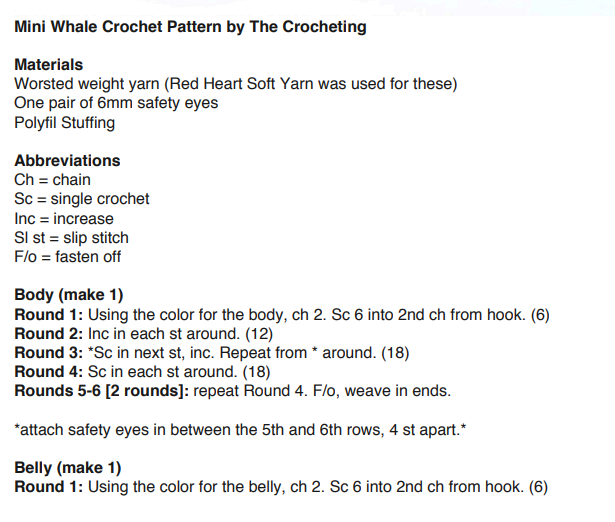 Mini Whale Crochet Pattern by The Crocheting
Materials
Worsted weight yarn (Red Heart Soft Yarn was used for these)
One pair of 6mm safety eyes
Polyfil Stuffing
Abbreviations
Ch = chain
Sc = single crochet
Inc = increase
Sl st = slip stitch
F/o = fasten off
Body (make 1)
Round 1: Using the color for the body, ch 2. Sc 6 into 2nd ch from hook. (6)
Round 2: Inc in each st around. (12)
Round 3: *Sc in next st, inc. Repeat from * around. (18)
Round 4: Sc in each st around. (18)
Rounds 5-6 [2 rounds]: repeat Round 4. F/o, weave in ends.
*attach safety eyes in between the 5th and 6th rows, 4 st apart.*
Belly (make 1)
Round 1: Using the color for the belly, ch 2. Sc 6 into 2nd ch from hook. (6)